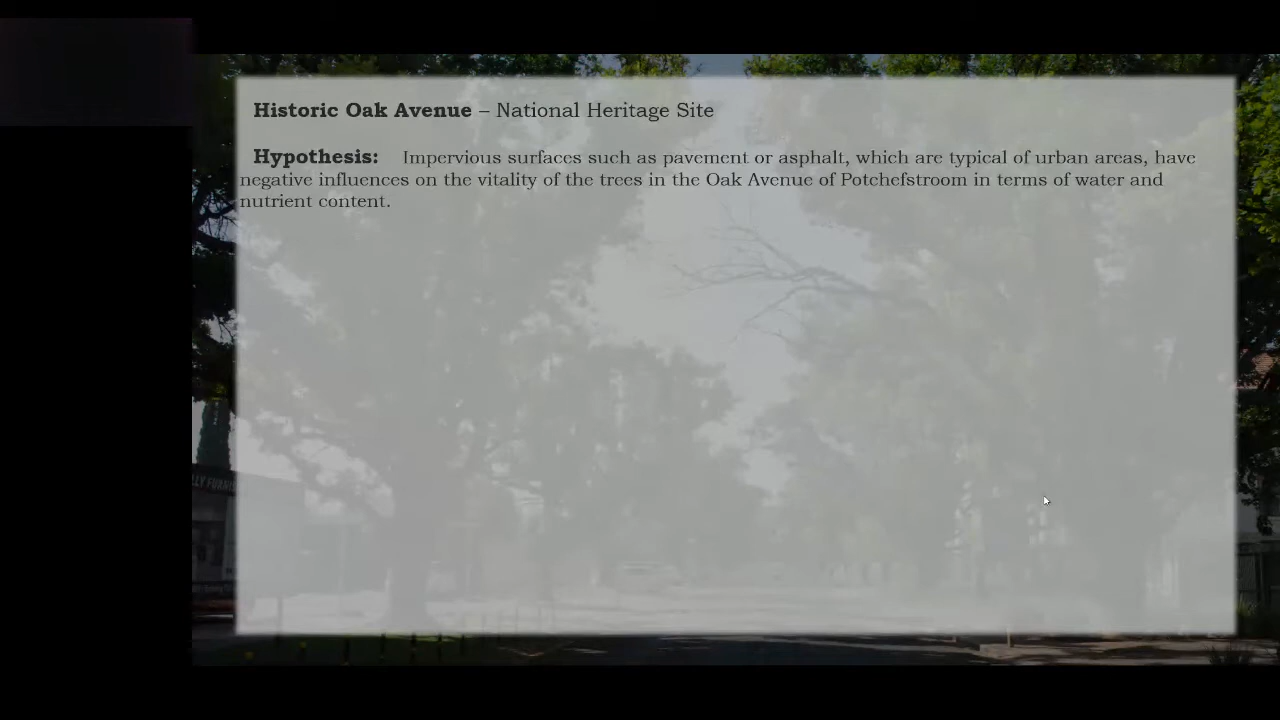 Historic Oak Avenue – National Heritage Site
Hypothesis: Impervious surfaces such as pavement or asphalt, which are typical of urban areas, have
negative influences on the vitality of the trees in the Oak Avenue of Potchefstroom in terms of water and
nutrient content.